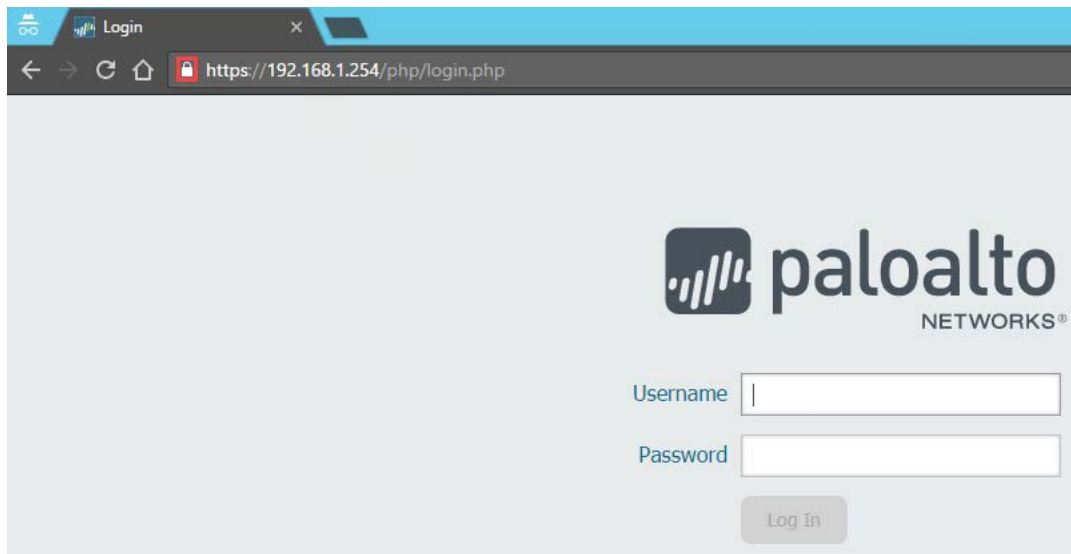 Login
https://192.168.1.254/php/login.php
paloalto
NETWORKS®
Username
Password
Log In